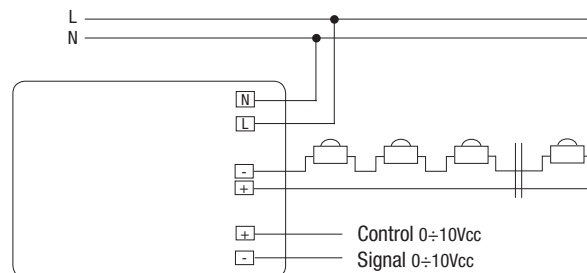 L
N
N
L
-
+
+ Control 0÷10Vcc
- Signal 0÷10Vcc